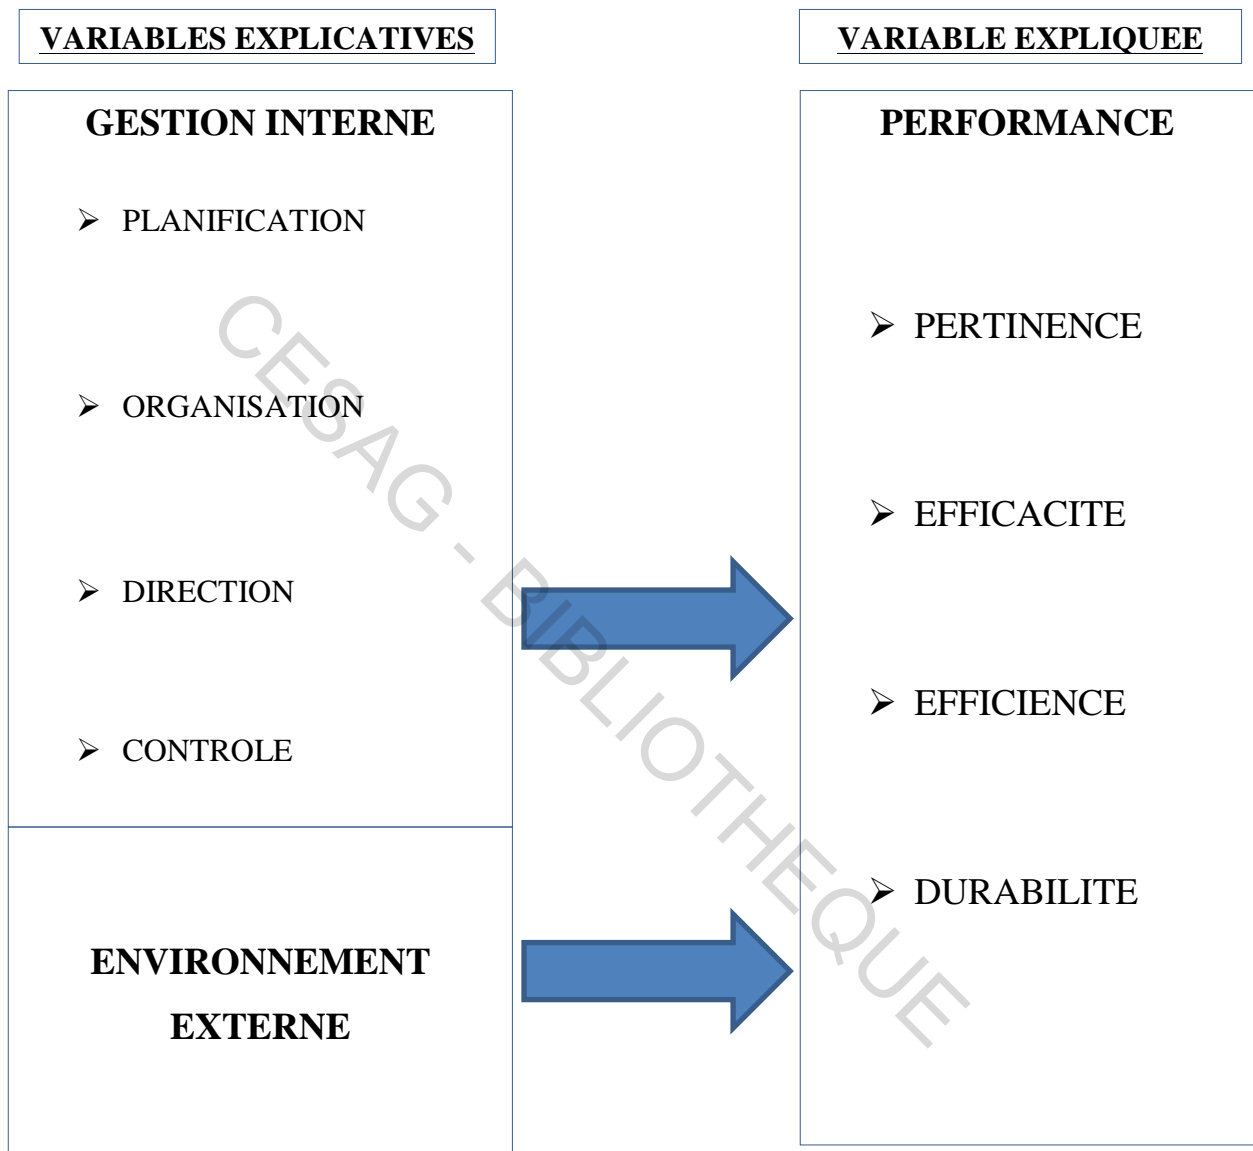 VARIABLES EXPLICATIVES
VARIABLE EXPLIQUEE
GESTION INTERNE
➢ PLANIFICATION
➢ ORGANISATION
➢ DIRECTION
➢ CONTROLE
ENVIRONNEMENT
EXTERNE
PERFORMANCE
➢ PERTINENCE
➢ EFFICACITE
➢ EFFICIENCE
➢ DURABILITE
CESAG - BIBLIOTHEQUE